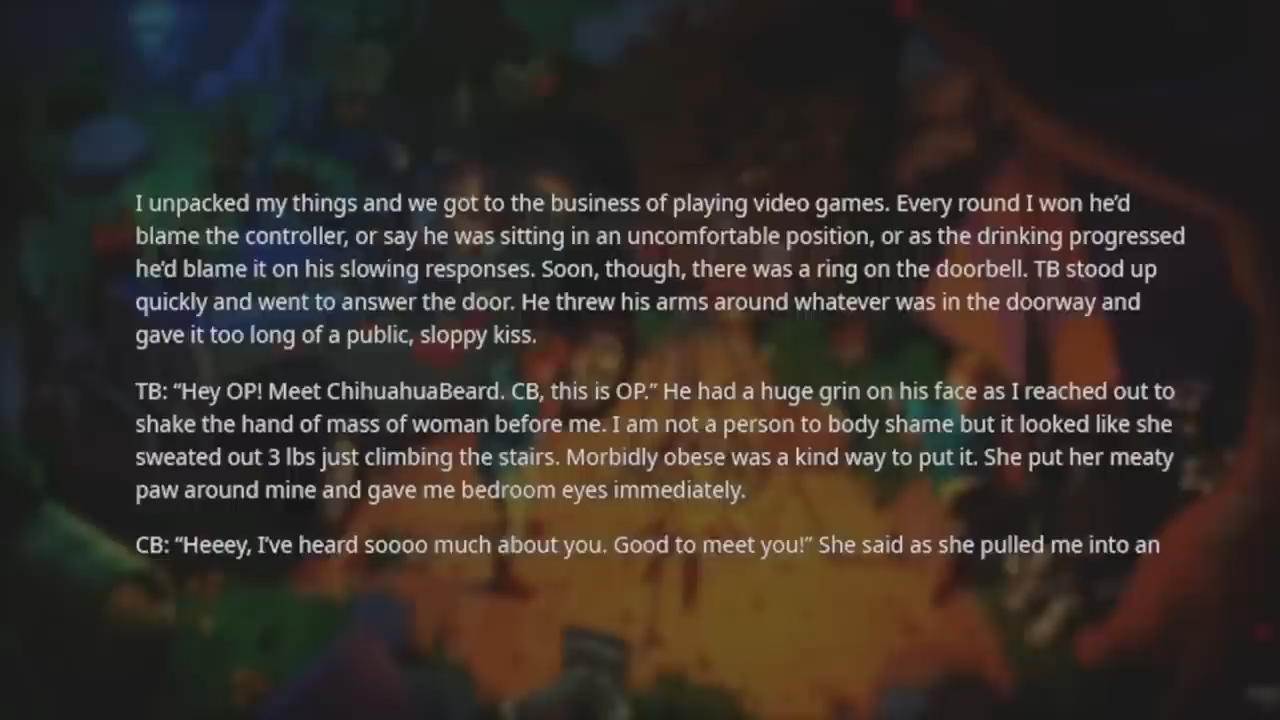 I unpacked my things and we got to the business of playing video games. Every round I won he’d
blame the controller, or say he was sitting in an uncomfortable position, or as the drinking progressed
he’d blame it on his slowing responses. Soon, though, there was a ring on the doorbell. TB stood up
quickly and went to answer the door. He threw his arms around whatever was in the doorway and
gave it too long of a public, sloppy kiss.
TB: “Hey OP! Meet ChihuahuaBeard. CB, this is OP.” He had a huge grin on his face as I reached out to
shake the hand of mass of woman before me. I am not a person to body shame but it looked like she
sweated out 3 lbs just climbing the stairs. Morbidly obese was a kind way to put it. She put her meaty
paw around mine and gave me bedroom eyes immediately.
CB: “Heeey, I’ve heard soooo much about you. Good to meet you!” She said as she pulled me into an